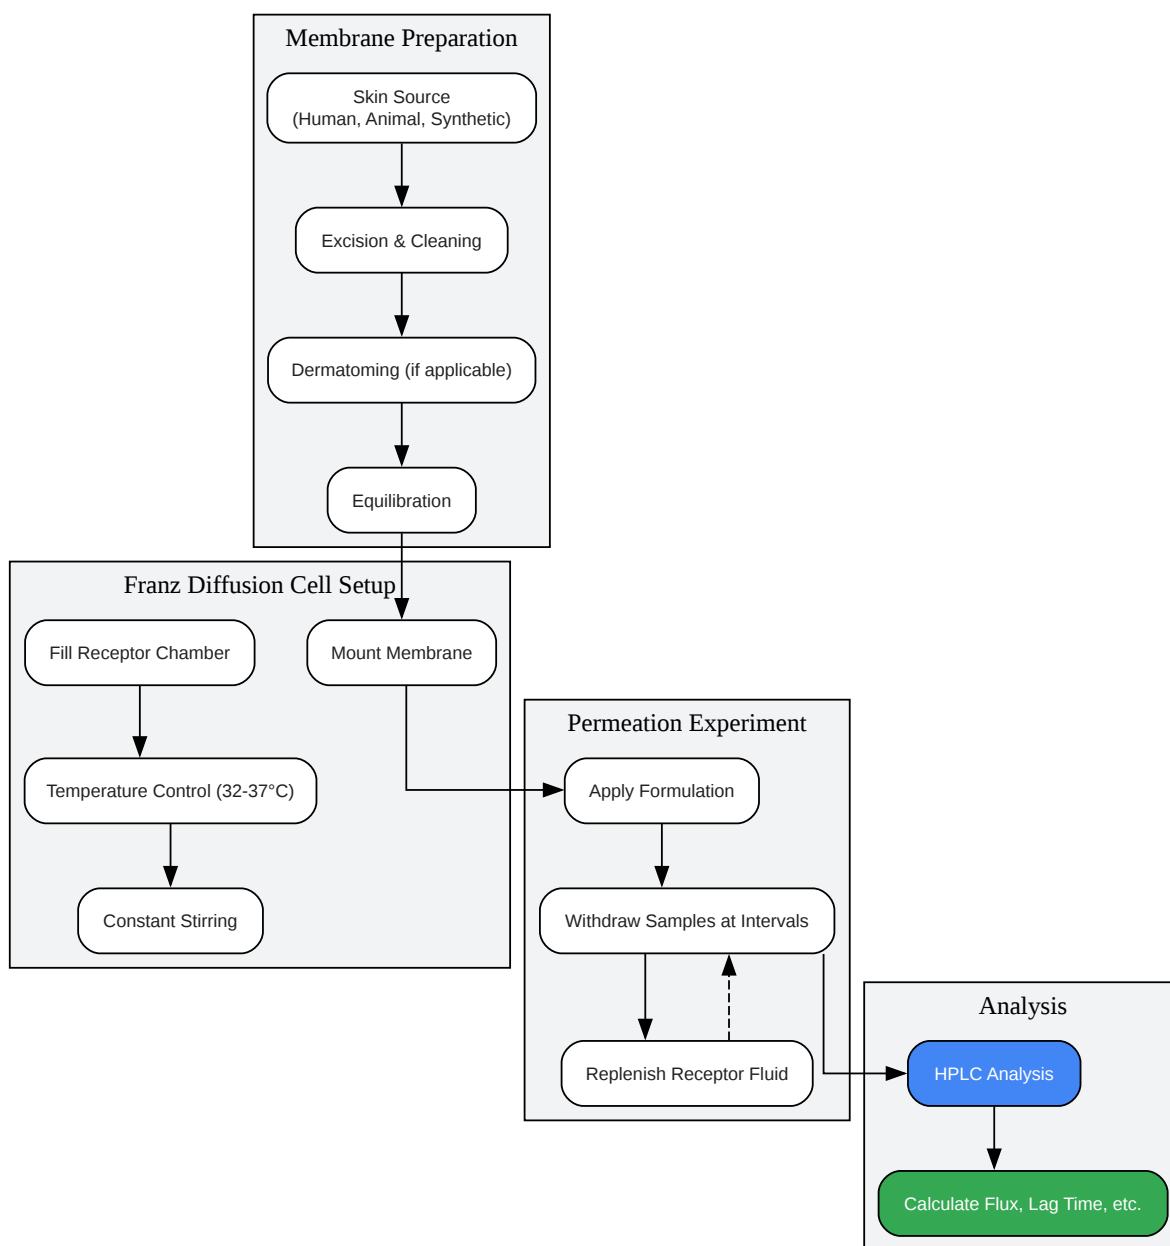 Membrane Preparation
Skin Source
(Human, Animal, Synthetic)
Excision & Cleaning
Dermatoming (if applicable)
Equilibration
Franz Diffusion Cell Setup
Fill Receptor Chamber
Mount Membrane
Temperature Control (32-37°C)
Constant Stirring
Permeation Experiment
Apply Formulation
Withdraw Samples at Intervals
Replenish Receptor Fluid
Analysis
HPLC Analysis
Calculate Flux, Lag Time, etc.